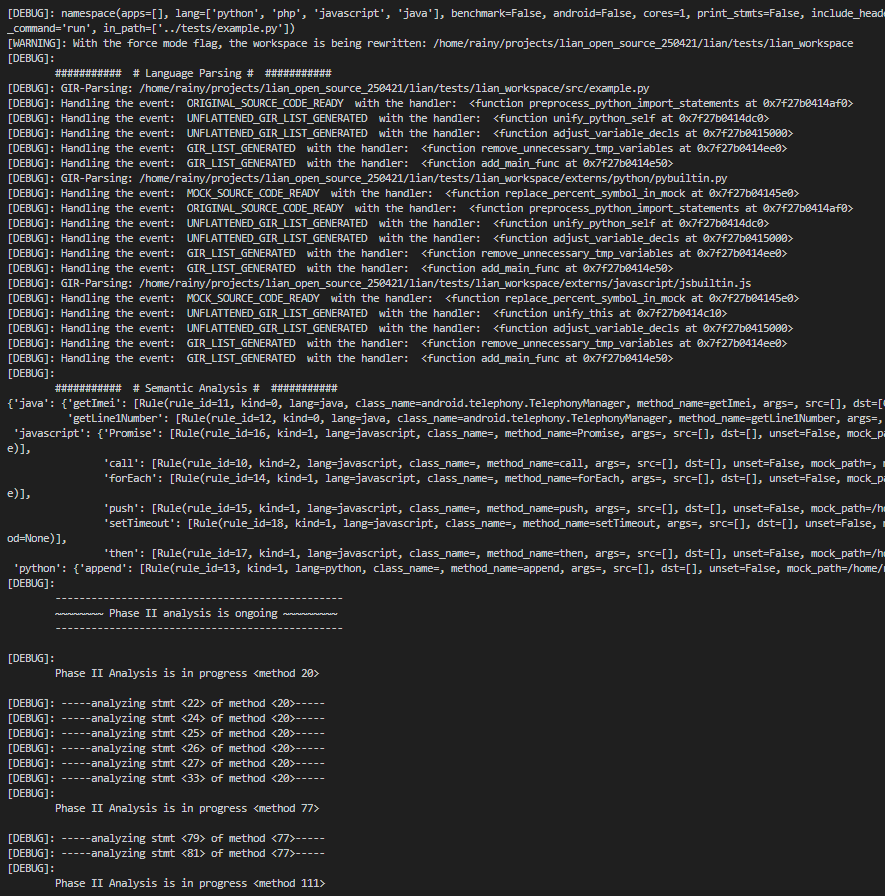 [DEBUG]: namespace(apps=[], lang=['python', 'php', 'javascript', 'java'], benchmark=False, android=False, cores=1, print_stmts=False, include_heade
_command='run', in_path=['../tests/example.py'])
[WARNING]: With the force mode flag, the workspace is being rewritten: /home/rainy/projects/lian_open_source_250421/lian/tests/lian_workspace
[DEBUG]:
########### # Language Parsing # ###########
[DEBUG]: GIR-Parsing: /home/rainy/projects/lian_open_source_250421/lian/tests/lian_workspace/src/example.py
[DEBUG]: Handling the event: ORIGINAL_SOURCE_CODE_READY with the handler: <function preprocess_python_import_statements at 0x7f27b0414af0>
[DEBUG]: Handling the event: UNFLATTENED_GIR_LIST_GENERATED with the handler: <function unify_python_self at 0x7f27b0414dc0>
[DEBUG]: Handling the event: UNFLATTENED_GIR_LIST_GENERATED with the handler: <function adjust_variable_decls at 0x7f27b0415000>
[DEBUG]: Handling the event: GIR_LIST_GENERATED with the handler: <function remove_unnecessary_tmp_variables at 0x7f27b0414ee0>
[DEBUG]: Handling the event: GIR_LIST_GENERATED with the handler: <function add_main_func at 0x7f27b0414e50>
[DEBUG]: GIR-Parsing: /home/rainy/projects/lian_open_source_250421/lian/tests/lian_workspace/externs/python/pybuiltin.py
[DEBUG]: Handling the event: MOCK_SOURCE_CODE_READY with the handler: <function replace_percent_symbol_in_mock at 0x7f27b04145e0>
[DEBUG]: Handling the event: ORIGINAL_SOURCE_CODE_READY with the handler: <function preprocess_python_import_statements at 0x7f27b0414af0>
[DEBUG]: Handling the event: UNFLATTENED_GIR_LIST_GENERATED with the handler: <function unify_python_self at 0x7f27b0414dc0>
[DEBUG]: Handling the event: UNFLATTENED_GIR_LIST_GENERATED with the handler: <function adjust_variable_decls at 0x7f27b0415000>
[DEBUG]: Handling the event: GIR_LIST_GENERATED with the handler: <function remove_unnecessary_tmp_variables at 0x7f27b0414ee0>
[DEBUG]: Handling the event: GIR_LIST_GENERATED with the handler: <function add_main_func at 0x7f27b0414e50>
[DEBUG]: GIR-Parsing: /home/rainy/projects/lian_open_source_250421/lian/tests/lian_workspace/externs/javascript/jsbuiltin.js
[DEBUG]: Handling the event: MOCK_SOURCE_CODE_READY with the handler: <function replace_percent_symbol_in_mock at 0x7f27b04145e0>
[DEBUG]: Handling the event: UNFLATTENED_GIR_LIST_GENERATED with the handler: <function unify_this at 0x7f27b0414c10>
[DEBUG]: Handling the event: UNFLATTENED_GIR_LIST_GENERATED with the handler: <function adjust_variable_decls at 0x7f27b0415000>
[DEBUG]: Handling the event: GIR_LIST_GENERATED with the handler: <function remove_unnecessary_tmp_variables at 0x7f27b0414ee0>
[DEBUG]: Handling the event: GIR_LIST_GENERATED with the handler: <function add_main_func at 0x7f27b0414e50>
[DEBUG]:
########### # Semantic Analysis # ###########
{'java': {'getImei': [Rule(rule_id=11, kind=0, lang=java, class_name=android.telephony.TelephonyManager, method_name=getImei, args=, src=[], dst=[
'getLine1Number': [Rule(rule_id=12, kind=0, lang=java, class_name=android.telephony.TelephonyManager, method_name=getLine1Number, args=,
'javascript': {'Promise': [Rule(rule_id=16, kind=1, lang=javascript, class_name=, method_name=Promise, args=, src=[], dst=[], unset=False, mock_pa
e)],
'call': [Rule(rule_id=10, kind=2, lang=javascript, class_name=, method_name=call, args=, src=[], dst=[], unset=False, mock_path=, m
'forEach': [Rule(rule_id=14, kind=1, lang=javascript, class_name=, method_name=forEach, args=, src=[], dst=[], unset=False, mock_pa
e)],
'push': [Rule(rule_id=15, kind=1, lang=javascript, class_name=, method_name=push, args=, src=[], dst=[], unset=False, mock_path=/ho
'setTimeout': [Rule(rule_id=18, kind=1, lang=javascript, class_name=, method_name=setTimeout, args=, src=[], dst=[], unset=False, m
od=None)],
'then': [Rule(rule_id=17, kind=1, lang=javascript, class_name=, method_name=then, args=, src=[], dst=[], unset=False, mock_path=/ho
'python': {'append': [Rule(rule_id=13, kind=1, lang=python, class_name=, method_name=append, args=, src=[], dst=[], unset=False, mock_path=/home/r
[DEBUG]:
------------------------------------------------
~~~~~~~~ Phase II analysis is ongoing ~~~~~~~~~
------------------------------------------------
[DEBUG]:
Phase II Analysis is in progress <method 20>
[DEBUG]: -----analyzing stmt <22> of method <20>-----
[DEBUG]: -----analyzing stmt <24> of method <20>-----
[DEBUG]: -----analyzing stmt <25> of method <20>-----
[DEBUG]: -----analyzing stmt <26> of method <20>-----
[DEBUG]: -----analyzing stmt <27> of method <20>-----
[DEBUG]: -----analyzing stmt <33> of method <20>-----
[DEBUG]:
Phase II Analysis is in progress <method 77>
[DEBUG]: -----analyzing stmt <79> of method <77>-----
[DEBUG]: -----analyzing stmt <81> of method <77>-----
[DEBUG]:
Phase II Analysis is in progress <method 111>